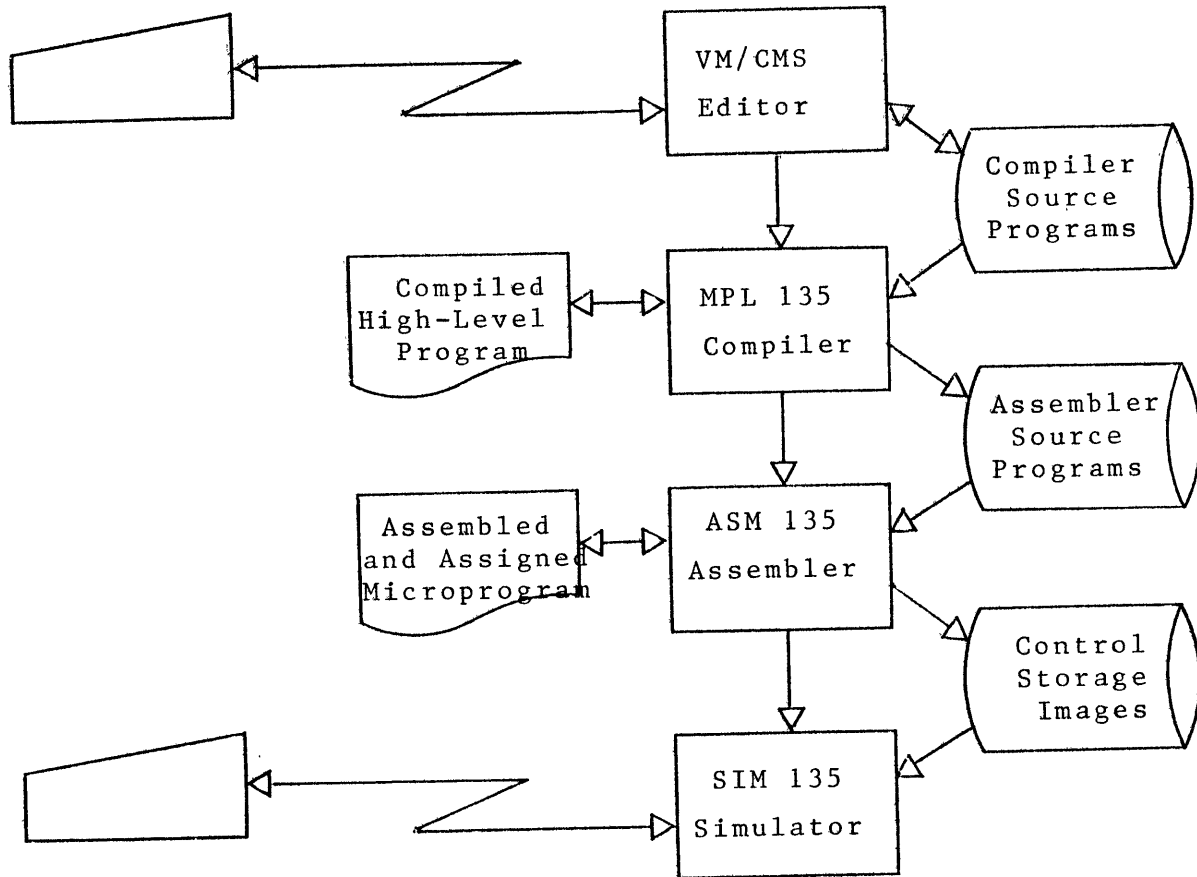 VM/CMS
Editor
Compiler
Source
Programs
Compiled
High-Level
Program
MPL 135
Compiler
Assembler
Source
Programs
Assembled
and Assigned
Microprogram
ASM 135
Assembler
Control
Storage
Images
SIM 135
Simulator